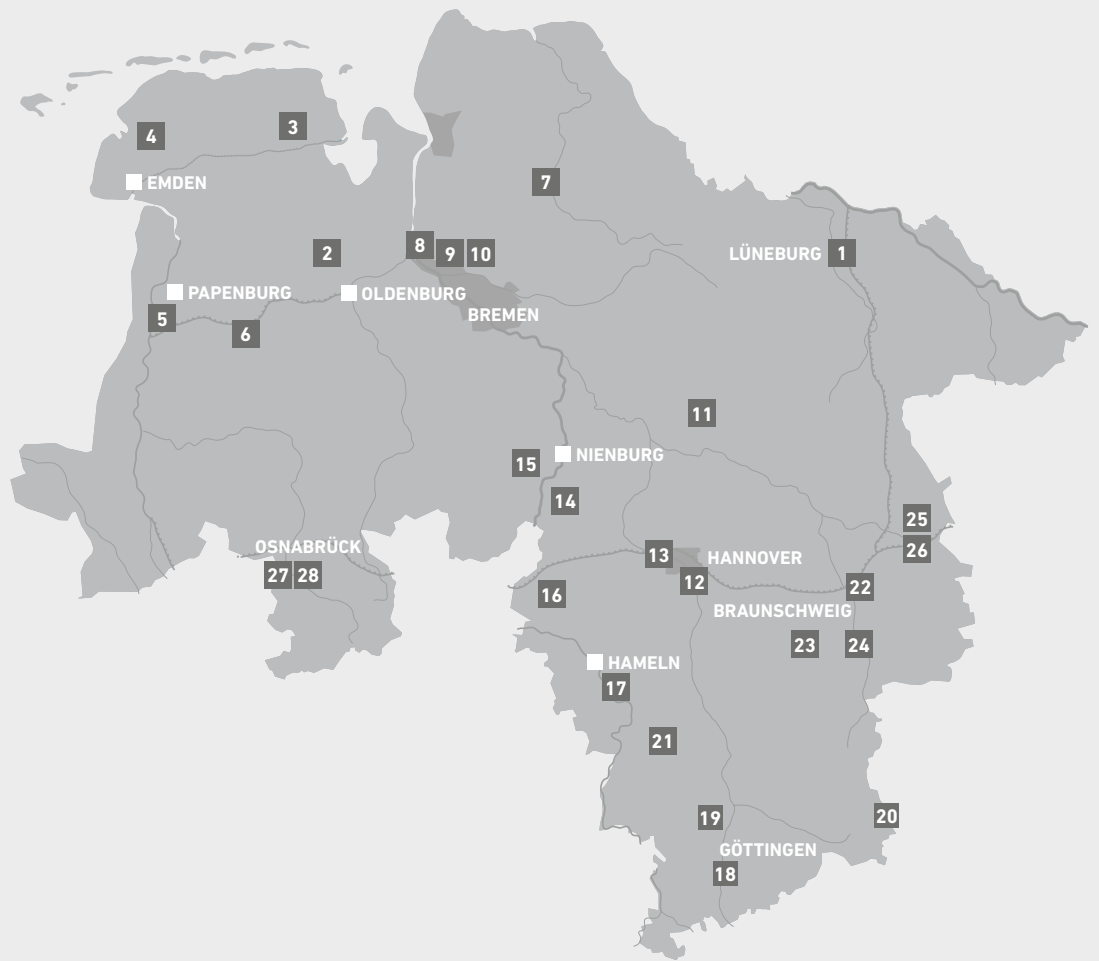 3
4
7
EMDEN
8
2
9
10
LÜNEBURG
1
PAPENBURG
OLDENBURG
5
BREMEN
6
11
NIENBURG
15
14
25
OSNABRÜCK
26
13
HANNOVER
27
28
12
22
16
BRAUNSCHWEIG
23
24
HAMELN
17
21
19
20
GÖTTINGEN
18